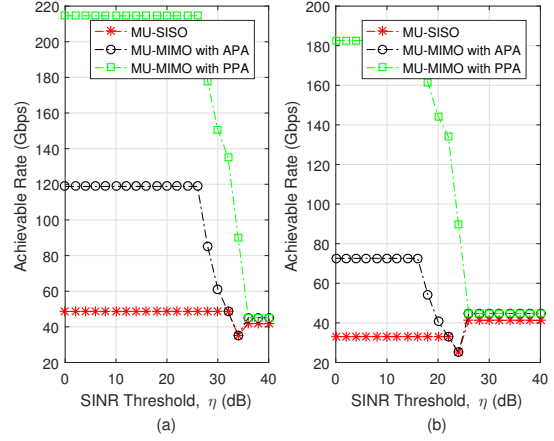 220
200
180
160
140
120
100
80
60
40
20
Achievable Rate (Gbps)
MU-SISO
MU-MIMO with APA
MU-MIMO with PPA
0 10 20 30 40
SINR Threshold, η (dB)
(a)
200
180
160
140
120
100
80
60
40
20
Achievable Rate (Gbps)
MU-SISO
MU-MIMO with APA
MU-MIMO with PPA
0 10 20 30 40
SINR Threshold, η (dB)
(b)